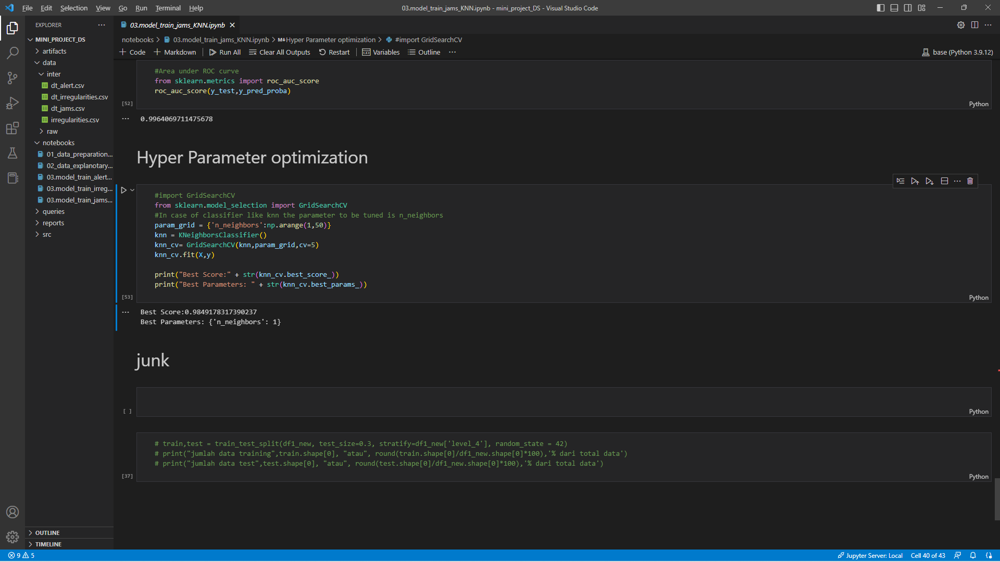 File Edit Selection View Go Run Terminal Help
03.model_train_jams_KNN.ipynb - mini_project_DS - Visual Studio Code
EXPLORER
MINI_PROJECT_DS
artifacts
data
inter
dt_alert.csv
dt_irregularities.csv
dt_jams.csv
irregularities.csv
raw
notebooks
01_data_preparation...
02_data_explanotary...
03.model_train_alert...
03.model_train_irreg...
03.model_train_jams...
queries
reports
src
OUTLINE
TIMELINE
03.model_train_jams_KNN.ipynb
notebooks > 03.model_train_jams_KNN.ipynb > M↓Hyper Parameter optimization > #import GridSearchCV
+ Code + Markdown Run All Clear All Outputs Restart Variables Outline ...
base (Python 3.9.12)
#Area under ROC curve
from sklearn.metrics import roc_auc_score
roc_auc_score(y_test,y_pred_proba)
[52]
Python
... 0.9964069711475678
Hyper Parameter optimization
#import GridSearchCV
from sklearn.model_selection import GridSearchCV
#In case of classifier like knn the parameter to be tuned is n_neighbors
param_grid = {'n_neighbors':np.arange(1,50)}
knn = KNeighborsClassifier()
knn_cv= GridSearchCV(knn,param_grid,cv=5)
knn_cv.fit(X,y)
print("Best Score:" + str(knn_cv.best_score_))
print("Best Parameters: " + str(knn_cv.best_params_))
[53]
Python
... Best Score:0.9849178317390237
Best Parameters: {'n_neighbors': 1}
junk
[ ]
Python
# train,test = train_test_split(df1_new, test_size=0.3, stratify=df1_new['level_4'], random_state = 42)
# print("jumlah data training",train.shape[0], "atau", round(train.shape[0]/df1_new.shape[0]*100),'% dari total data')
# print("jumlah data test",test.shape[0], "atau", round(test.shape[0]/df1_new.shape[0]*100),'% dari total data')
[37]
Python
9 5
Jupyter Server: Local Cell 40 of 43